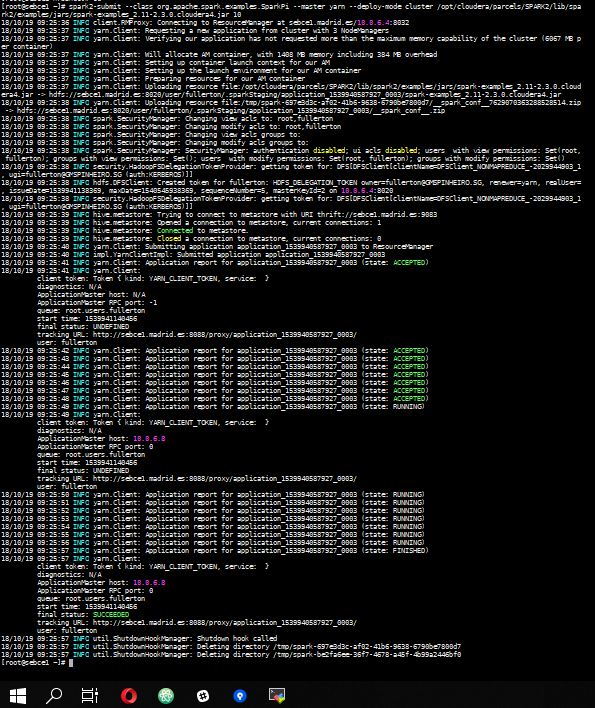 [root@sebce1 ~]# spark2-submit --class org.apache.spark.examples.SparkPi --master yarn --deploy-mode cluster /opt/cloudera/parcels/SPARK2/lib/spa
rk2/examples/jars/spark-examples_2.11-2.3.0.cloudera4.jar 10
18/10/19 09:25:36 INFO client.RMProxy: Connecting to ResourceManager at sebce1.madrid.es/10.0.6.4:8032
18/10/19 09:25:37 INFO yarn.Client: Requesting a new application from cluster with 3 NodeManagers
18/10/19 09:25:37 INFO yarn.Client: Verifying our application has not requested more than the maximum memory capability of the cluster (6067 MB p
er container)
18/10/19 09:25:37 INFO yarn.Client: Will allocate AM container, with 1408 MB memory including 384 MB overhead
18/10/19 09:25:37 INFO yarn.Client: Setting up container launch context for our AM
18/10/19 09:25:37 INFO yarn.Client: Setting up the launch environment for our AM container
18/10/19 09:25:37 INFO yarn.Client: Preparing resources for our AM container
18/10/19 09:25:38 INFO yarn.Client: Uploading resource file:/opt/cloudera/parcels/SPARK2/lib/spark2/examples/jars/spark-examples_2.11-2.3.0.cloud
era4.jar -> hdfs://sebce1.madrid.es:8020/user/fullerton/.sparkStaging/application_1539940587927_0003/spark-examples_2.11-2.3.0.cloudera4.jar
18/10/19 09:25:38 INFO yarn.Client: Uploading resource file:/tmp/spark-697e3d3c-af02-41b6-9638-6790be7800d7/__spark_conf__7629070363288528514.zip
-> hdfs://sebce1.madrid.es:8020/user/fullerton/.sparkStaging/application_1539940587927_0003/__spark_conf__.zip
18/10/19 09:25:38 INFO spark.SecurityManager: Changing view acls to: root,fullerton
18/10/19 09:25:38 INFO spark.SecurityManager: Changing modify acls to: root,fullerton
18/10/19 09:25:38 INFO spark.SecurityManager: Changing view acls groups to:
18/10/19 09:25:38 INFO spark.SecurityManager: Changing modify acls groups to:
18/10/19 09:25:38 INFO spark.SecurityManager: SecurityManager: authentication disabled; ui acls disabled; users  with view permissions: Set(root,
 fullerton); groups with view permissions: Set(); users  with modify permissions: Set(root, fullerton); groups with modify permissions: Set()
18/10/19 09:25:38 INFO security.HadoopFSDelegationTokenProvider: getting token for: DFS[DFSClient[clientName=DFSClient_NONMAPREDUCE_-2029944903_1
, ugi=fullerton@GMSPINHEIRO.SG (auth:KERBEROS)]]
18/10/19 09:25:38 INFO hdfs.DFSClient: Created token for fullerton: HDFS_DELEGATION_TOKEN owner=fullerton@GMSPINHEIRO.SG, renewer=yarn, realUser=
, issueDate=1539941138369, maxDate=1540545938369, sequenceNumber=5, masterKeyId=2 on 10.0.6.4:8020
18/10/19 09:25:39 INFO security.HadoopFSDelegationTokenProvider: getting token for: DFS[DFSClient[clientName=DFSClient_NONMAPREDUCE_-2029944903_1
, ugi=fullerton@GMSPINHEIRO.SG (auth:KERBEROS)]]
18/10/19 09:25:39 INFO hive.metastore: Trying to connect to metastore with URI thrift://sebce1.madrid.es:9083
18/10/19 09:25:39 INFO hive.metastore: Opened a connection to metastore, current connections: 1
18/10/19 09:25:39 INFO hive.metastore: Connected to metastore.
18/10/19 09:25:39 INFO hive.metastore: Closed a connection to metastore, current connections: 0
18/10/19 09:25:40 INFO yarn.Client: Submitting application application_1539940587927_0003 to ResourceManager
18/10/19 09:25:40 INFO impl.YarnClientImpl: Submitted application application_1539940587927_0003
18/10/19 09:25:41 INFO yarn.Client: Application report for application_1539940587927_0003 (state: ACCEPTED)
18/10/19 09:25:41 INFO yarn.Client:
client token: Token { kind: YARN_CLIENT_TOKEN, service:  }
diagnostics: N/A
ApplicationMaster host: N/A
ApplicationMaster RPC port: -1
queue: root.users.fullerton
start time: 1539941140456
final status: UNDEFINED
tracking URL: http://sebce1.madrid.es:8088/proxy/application_1539940587927_0003/
user: fullerton
18/10/19 09:25:42 INFO yarn.Client: Application report for application_1539940587927_0003 (state: ACCEPTED)
18/10/19 09:25:43 INFO yarn.Client: Application report for application_1539940587927_0003 (state: ACCEPTED)
18/10/19 09:25:44 INFO yarn.Client: Application report for application_1539940587927_0003 (state: ACCEPTED)
18/10/19 09:25:45 INFO yarn.Client: Application report for application_1539940587927_0003 (state: ACCEPTED)
18/10/19 09:25:46 INFO yarn.Client: Application report for application_1539940587927_0003 (state: ACCEPTED)
18/10/19 09:25:47 INFO yarn.Client: Application report for application_1539940587927_0003 (state: ACCEPTED)
18/10/19 09:25:48 INFO yarn.Client: Application report for application_1539940587927_0003 (state: ACCEPTED)
18/10/19 09:25:49 INFO yarn.Client: Application report for application_1539940587927_0003 (state: RUNNING)
18/10/19 09:25:49 INFO yarn.Client:
client token: Token { kind: YARN_CLIENT_TOKEN, service:  }
diagnostics: N/A
ApplicationMaster host: 10.0.6.8
ApplicationMaster RPC port: 0
queue: root.users.fullerton
start time: 1539941140456
final status: UNDEFINED
tracking URL: http://sebce1.madrid.es:8088/proxy/application_1539940587927_0003/
user: fullerton
18/10/19 09:25:50 INFO yarn.Client: Application report for application_1539940587927_0003 (state: RUNNING)
18/10/19 09:25:51 INFO yarn.Client: Application report for application_1539940587927_0003 (state: RUNNING)
18/10/19 09:25:52 INFO yarn.Client: Application report for application_1539940587927_0003 (state: RUNNING)
18/10/19 09:25:53 INFO yarn.Client: Application report for application_1539940587927_0003 (state: RUNNING)
18/10/19 09:25:54 INFO yarn.Client: Application report for application_1539940587927_0003 (state: RUNNING)
18/10/19 09:25:55 INFO yarn.Client: Application report for application_1539940587927_0003 (state: RUNNING)
18/10/19 09:25:56 INFO yarn.Client: Application report for application_1539940587927_0003 (state: RUNNING)
18/10/19 09:25:57 INFO yarn.Client: Application report for application_1539940587927_0003 (state: FINISHED)
18/10/19 09:25:57 INFO yarn.Client:
client token: Token { kind: YARN_CLIENT_TOKEN, service:  }
diagnostics: N/A
ApplicationMaster host: 10.0.6.8
ApplicationMaster RPC port: 0
queue: root.users.fullerton
start time: 1539941140456
final status: SUCCEEDED
tracking URL: http://sebce1.madrid.es:8088/proxy/application_1539940587927_0003/
user: fullerton
18/10/19 09:25:57 INFO util.ShutdownHookManager: Shutdown hook called
18/10/19 09:25:57 INFO util.ShutdownHookManager: Deleting directory /tmp/spark-697e3d3c-af02-41b6-9638-6790be7800d7
18/10/19 09:25:57 INFO util.ShutdownHookManager: Deleting directory /tmp/spark-be2fa6ee-36f7-4678-a45f-4b99a2446bf0
[root@sebce1 ~]#